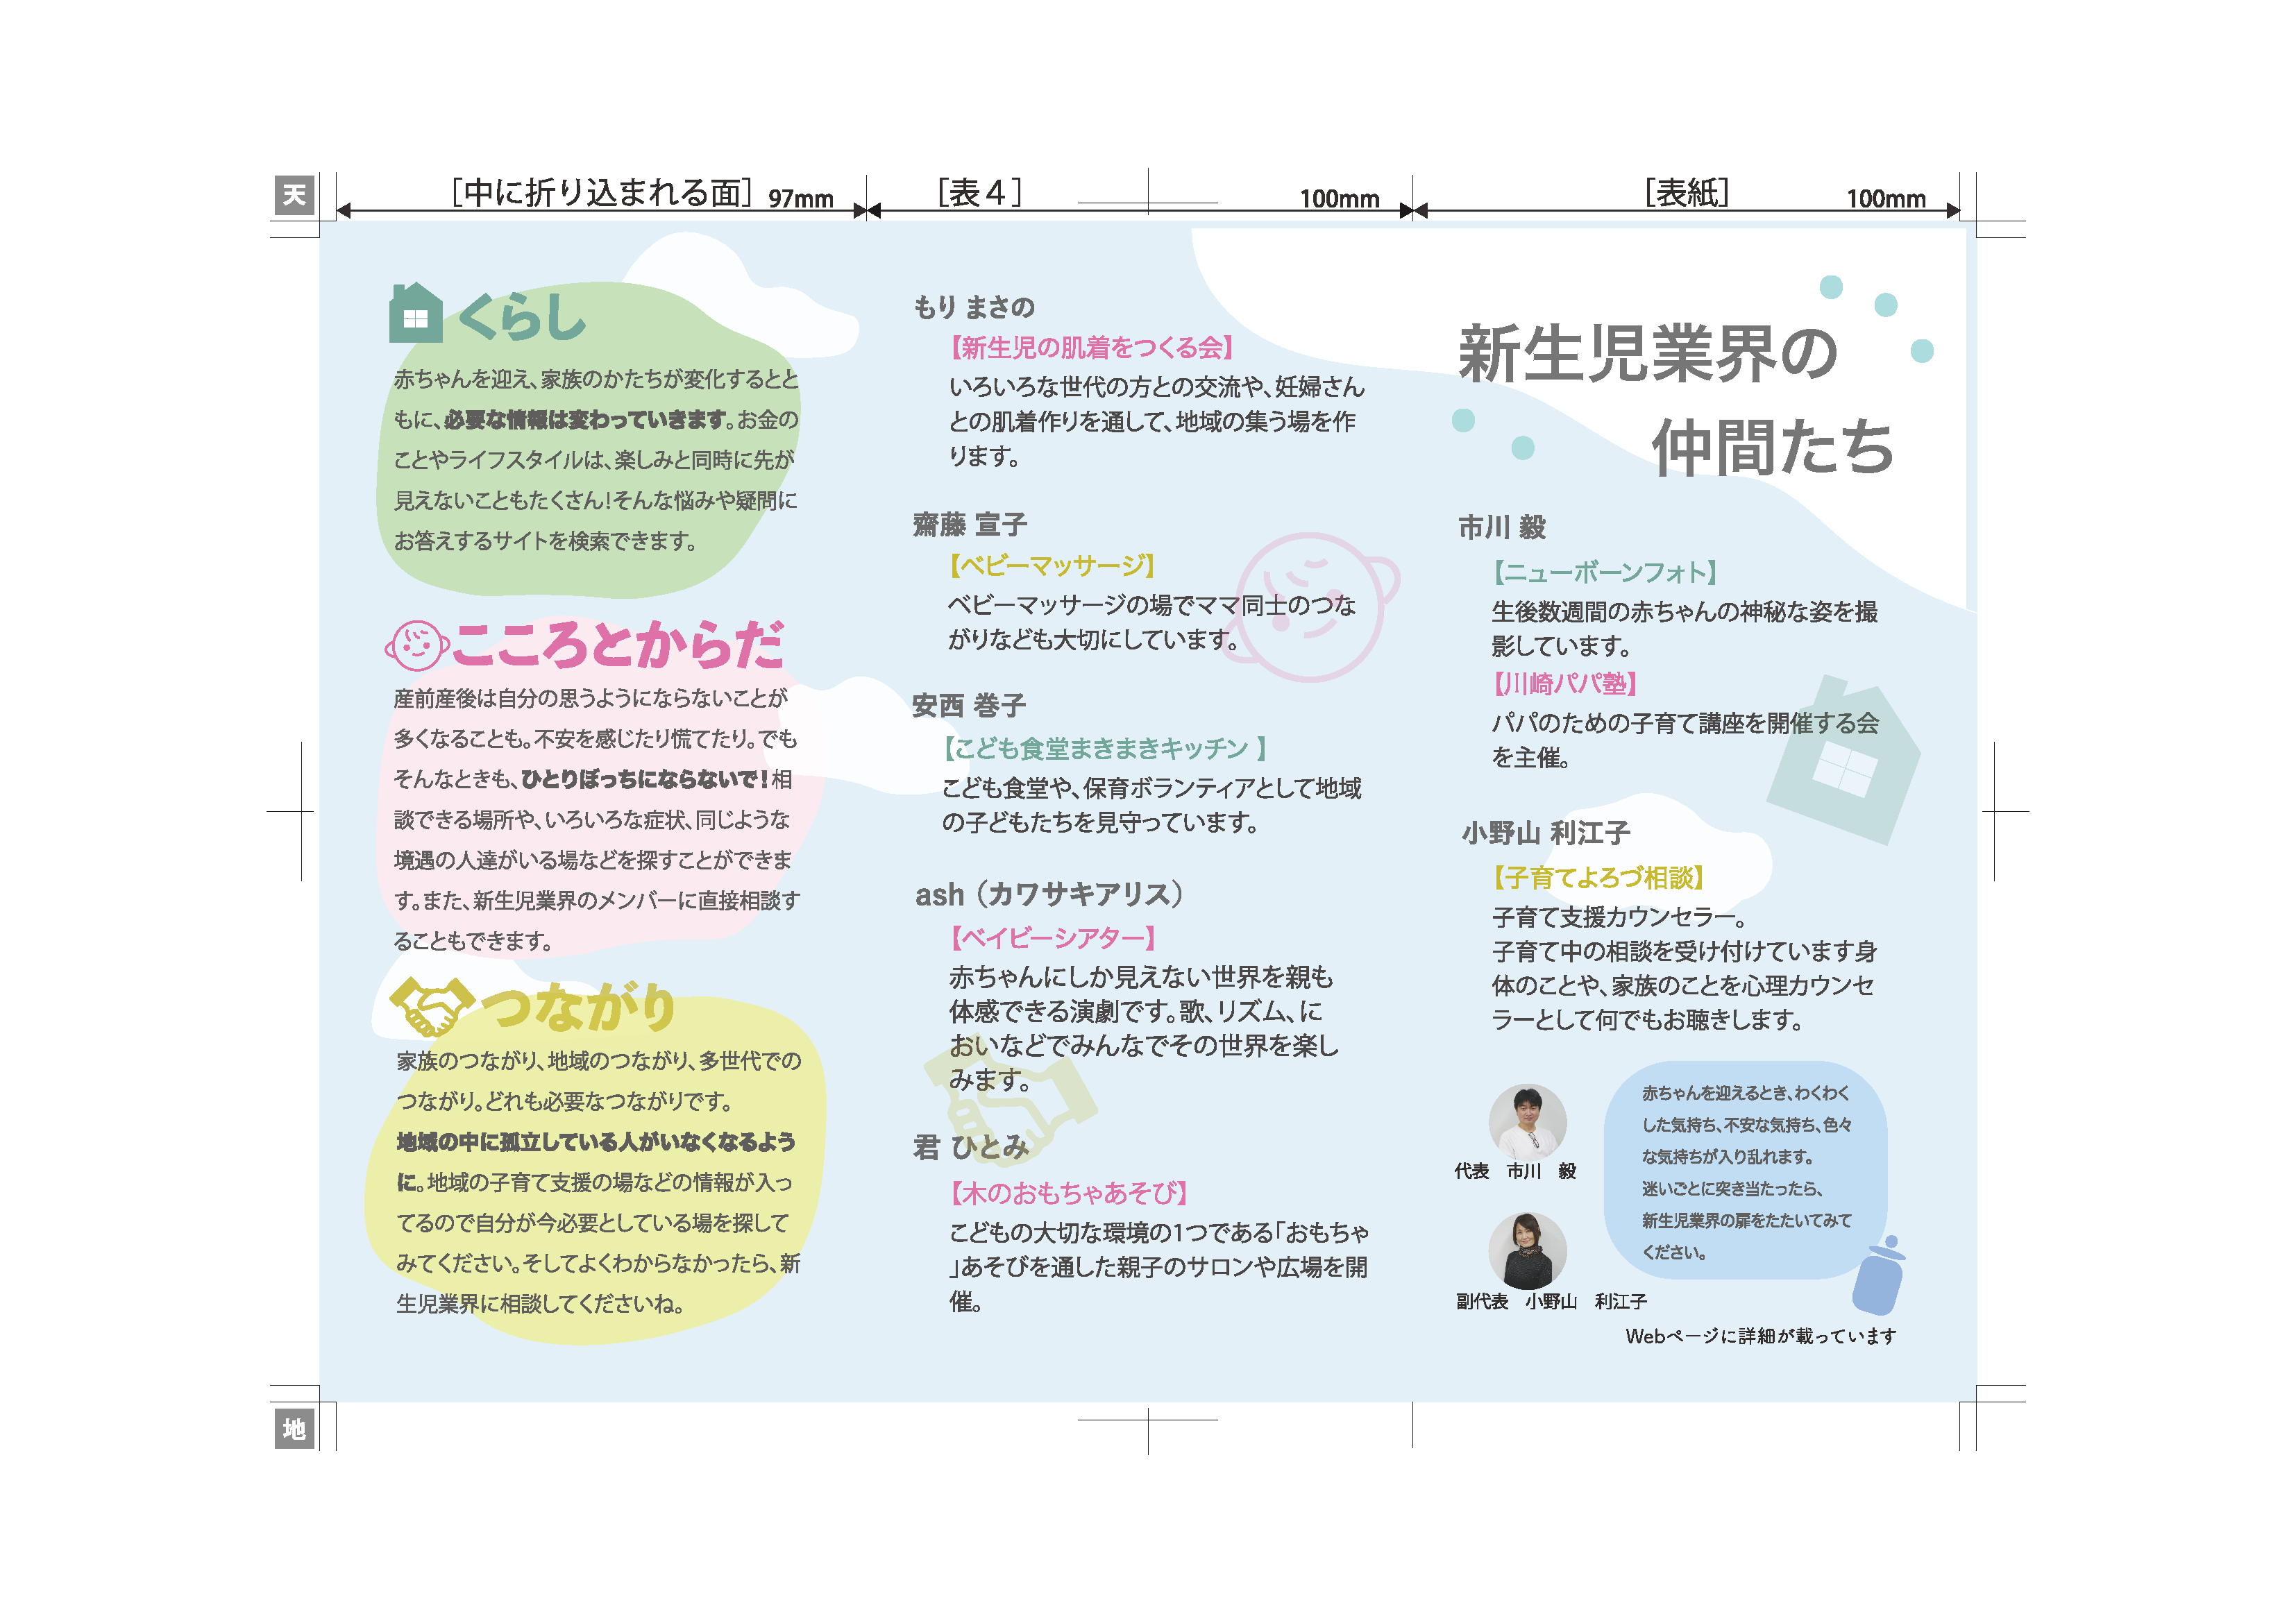 天
［中に折り込まれる面］ 97mm
［表４］ 100mm
［表紙］ 100mm
くらし
赤ちゃんを迎え、家族のかたちが変化するとと
もに、必要な情報は変わっていきます。お金の
ことやライフスタイルは、楽しみと同時に先が
見えないこともたくさん！そんな悩みや疑問に
お答えするサイトを検索できます。
こころとからだ
産前産後は自分の思うようにならないことが
多くなることも。不安を感じたり慌てたり。でも
そんなときも、ひとりぼっちにならないで！相
談できる場所や、いろいろな症状、同じような
境遇の人達がいる場などを探すことができま
す。また、新生児業界のメンバーに直接相談す
ることもできます。
つながり
家族のつながり、地域のつながり、多世代での
つながり。どれも必要なつながりです。
地域の中に孤立している人がいなくなるよう
に。地域の子育て支援の場などの情報が入っ
てるので自分が今必要としている場を探して
みてください。そしてよくわからなかったら、新
生児業界に相談してくださいね。
もり まさの
【新生児の肌着をつくる会】
いろいろな世代の方との交流や、妊婦さん
との肌着作りを通して、地域の集う場を作
ります。
齋藤 宣子
【ベビーマッサージ】
ベビーマッサージの場でママ同士のつな
がりなども大切にしています。
安西 巻子
【こども食堂まきまきキッチン 】
こども食堂や、保育ボランティアとして地域
の子どもたちを見守っています。
ash（カワサキアリス）
【ベイビーシアター】
赤ちゃんにしか見えない世界を親も
体感できる演劇です。歌、リズム、に
おいなどでみんなでその世界を楽し
みます。
君 ひとみ
【木のおもちゃあそび】
こどもの大切な環境の1つである「おもちゃ
」あそびを通した親子のサロンや広場を開
催。
新生児業界の
仲間たち
市川 毅
【ニューボーンフォト】
生後数週間の赤ちゃんの神秘な姿を撮
影しています。
【川崎パパ塾】
パパのための子育て講座を開催する会
を主催。
小野山 利江子
【子育てよろづ相談】
子育て支援カウンセラー。
子育て中の相談を受け付けています身
体のことや、家族のことを心理カウンセ
ラーとして何でもお聴きします。
代表　市川　毅
副代表　小野山　利江子
赤ちゃんを迎えるとき、わくわく
した気持ち、不安な気持ち、色々
な気持ちが入り乱れます。
迷いごとに突き当たったら、
新生児業界の扉をたたいてみて
ください。
Webページに詳細が載っています
地